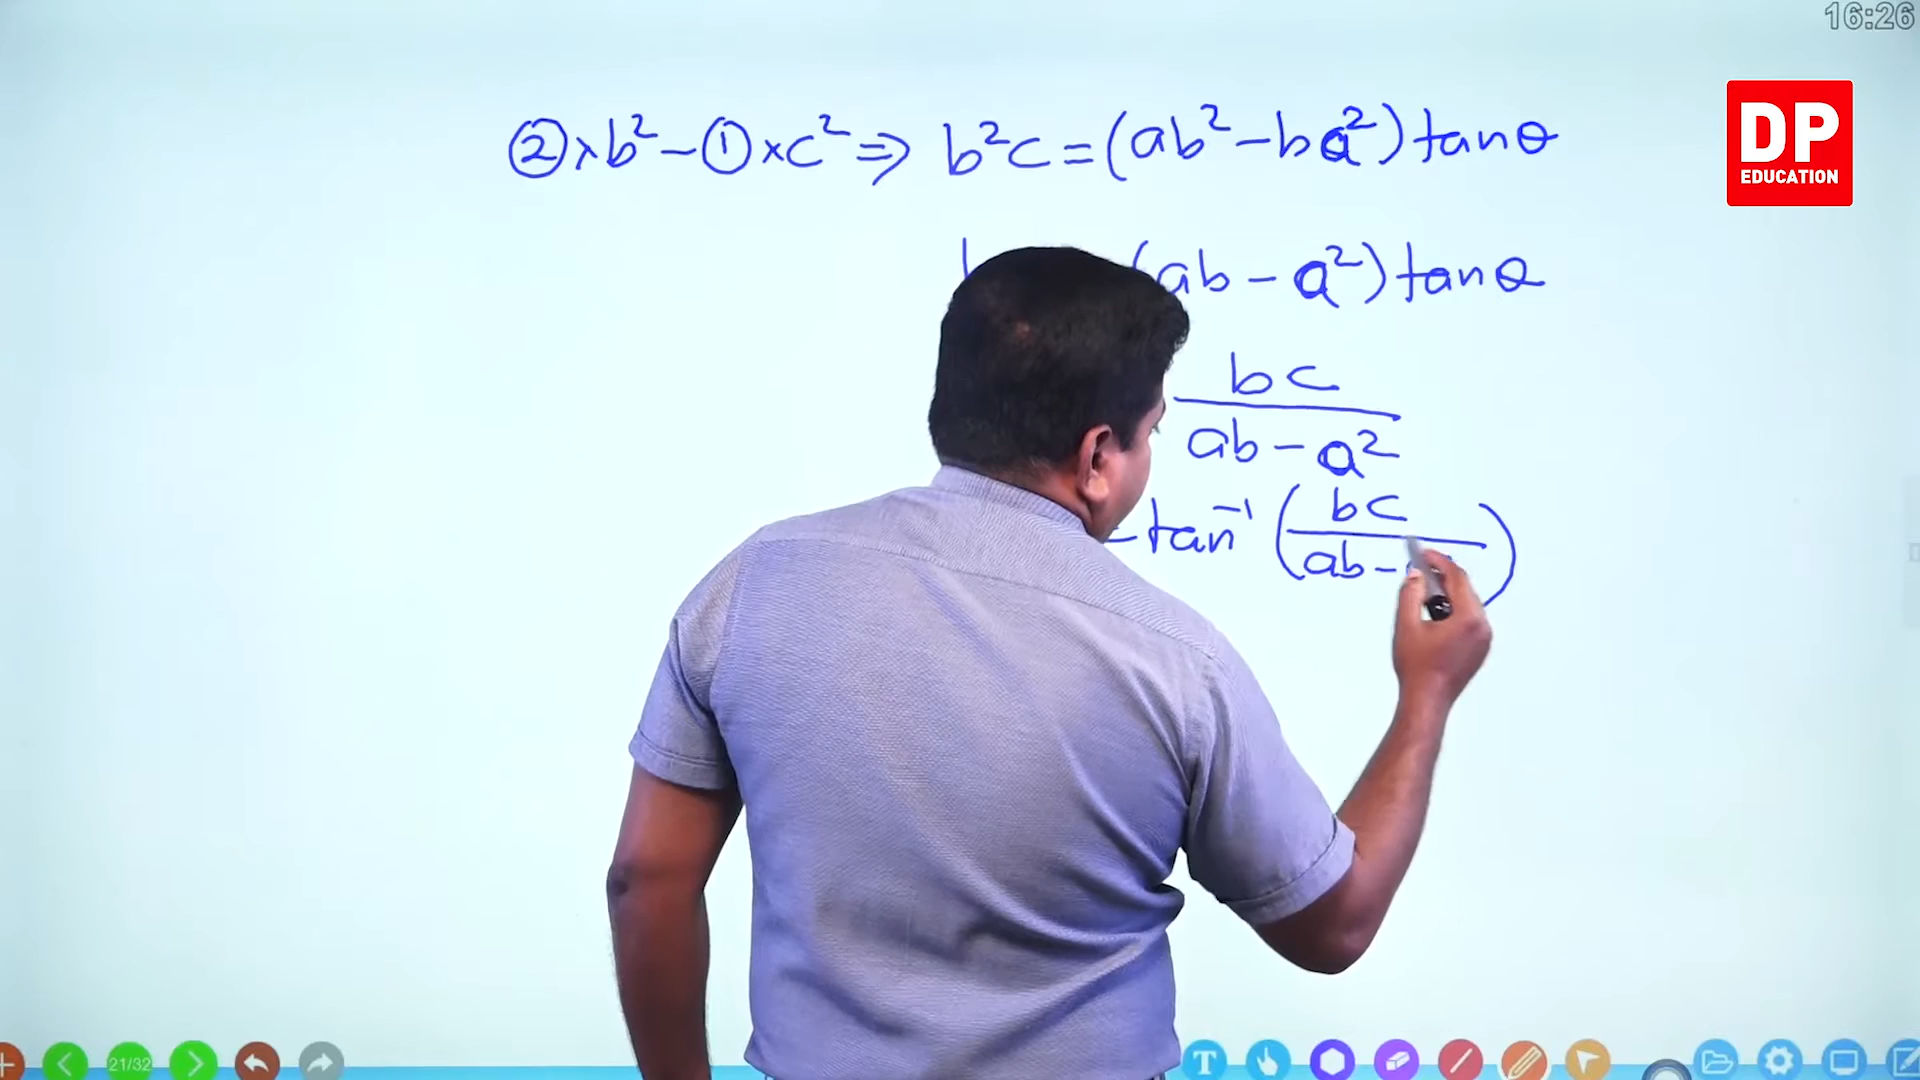 16:26
DP
EDUCATION
②×b²-①×c² ⇒ b²c = (ab²-ba²)tanθ
(ab - a²)tanθ
bc
ab - a²
tan⁻¹ ( bc
ab - )
21/32
T